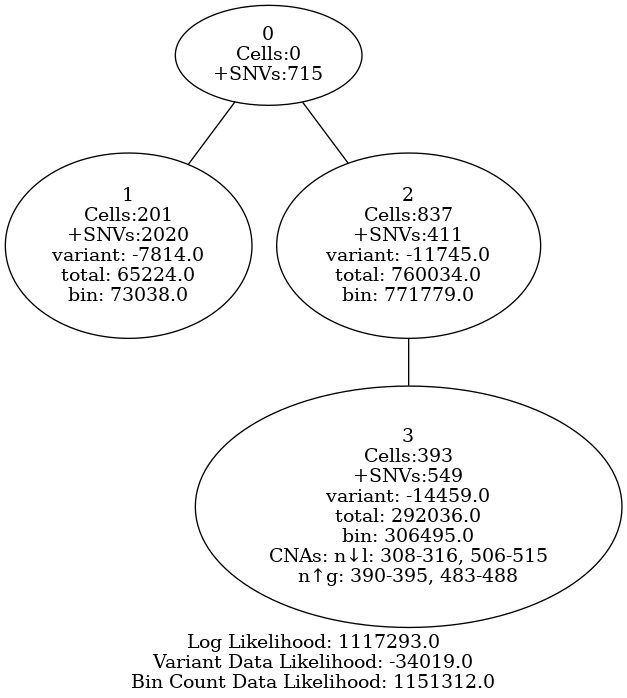 0
Cells:0
+SNVs:715
1
Cells:201
+SNVs:2020
variant: -7814.0
total: 65224.0
bin: 73038.0
2
Cells:837
+SNVs:411
variant: -11745.0
total: 760034.0
bin: 771779.0
3
Cells:393
+SNVs:549
variant: -14459.0
total: 292036.0
bin: 306495.0
CNAs: n↓l: 308-316, 506-515
n↑g: 390-395, 483-488
Log Likelihood: 1117293.0
Variant Data Likelihood: -34019.0
Bin Count Data Likelihood: 1151312.0